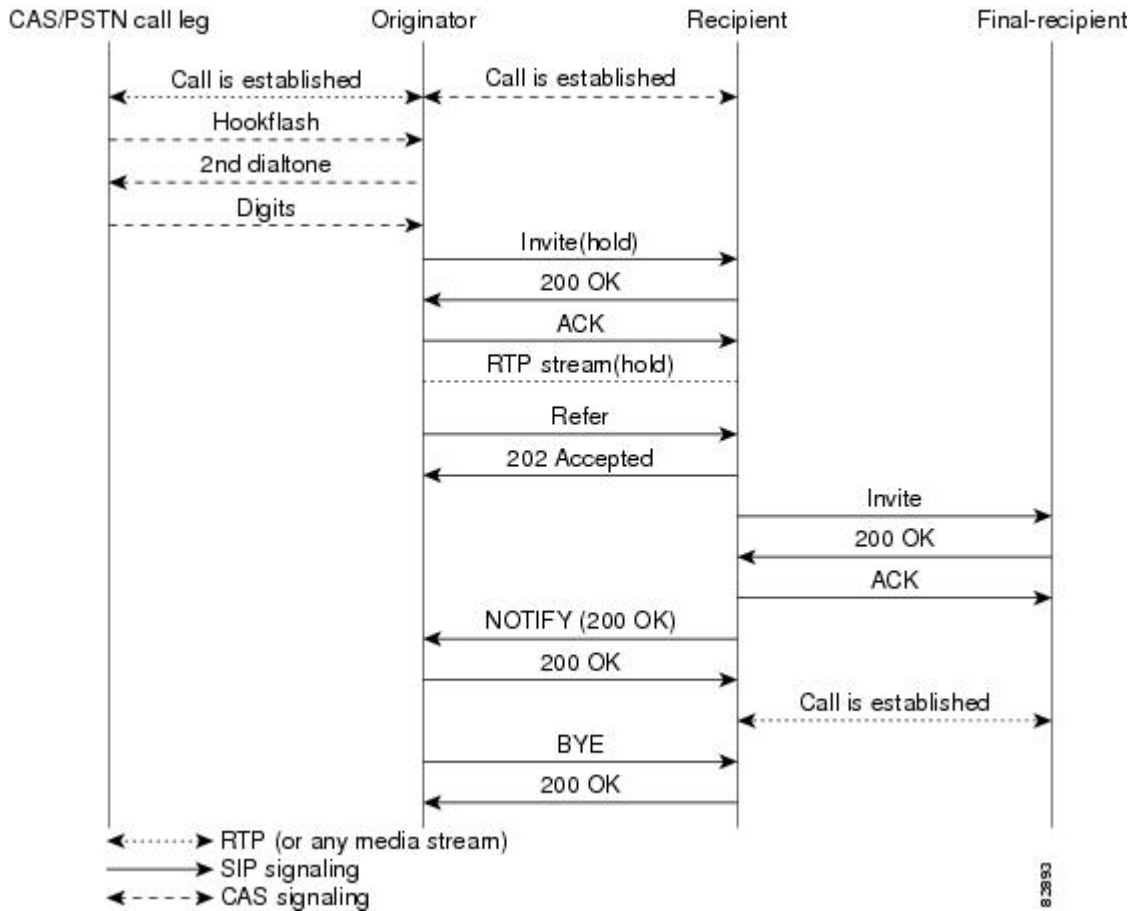 CAS/PSTN call leg Originator Recipient Final-recipient
Call is established Call is established
Hookflash
2nd dialtone
Digits
Invite(hold)
200 OK
ACK
RTP stream(hold)
Refer
202 Accepted
Invite
200 OK
ACK
NOTIFY (200 OK)
200 OK
Call is established
BYE
200 OK
RTP (or any media stream)
SIP signaling
CAS signaling
82893